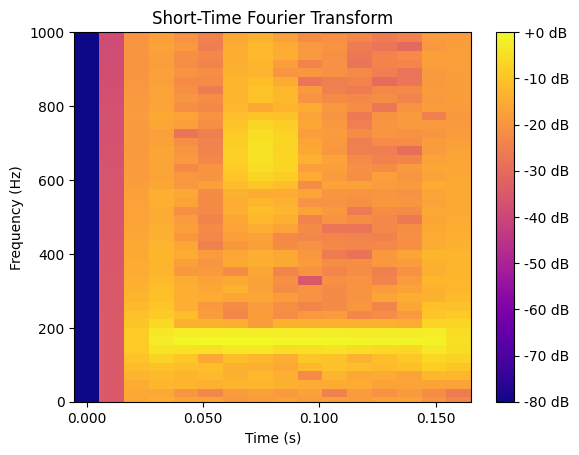 Short-Time Fourier Transform
1000
800
600
400
200
0
Frequency (Hz)
0.000
0.050
0.100
0.150
Time (s)
+0 dB
-10 dB
-20 dB
-30 dB
-40 dB
-50 dB
-60 dB
-70 dB
-80 dB